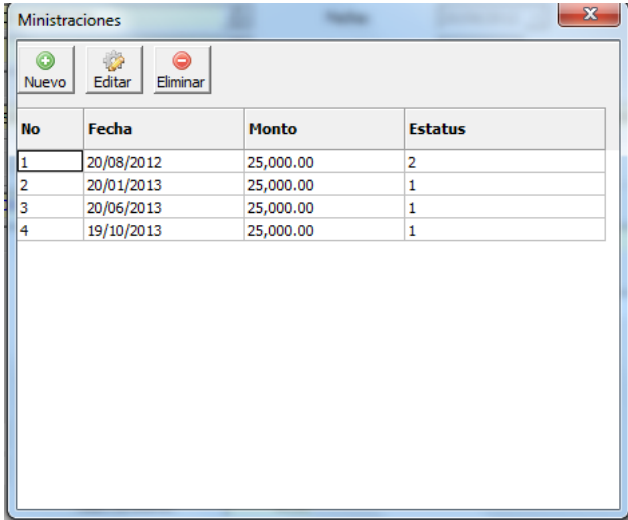 Ministraciones
Nuevo Editar Eliminar
No Fecha Monto Estatus
1 20/08/2012 25,000.00 2
2 20/01/2013 25,000.00 1
3 20/06/2013 25,000.00 1
4 19/10/2013 25,000.00 1